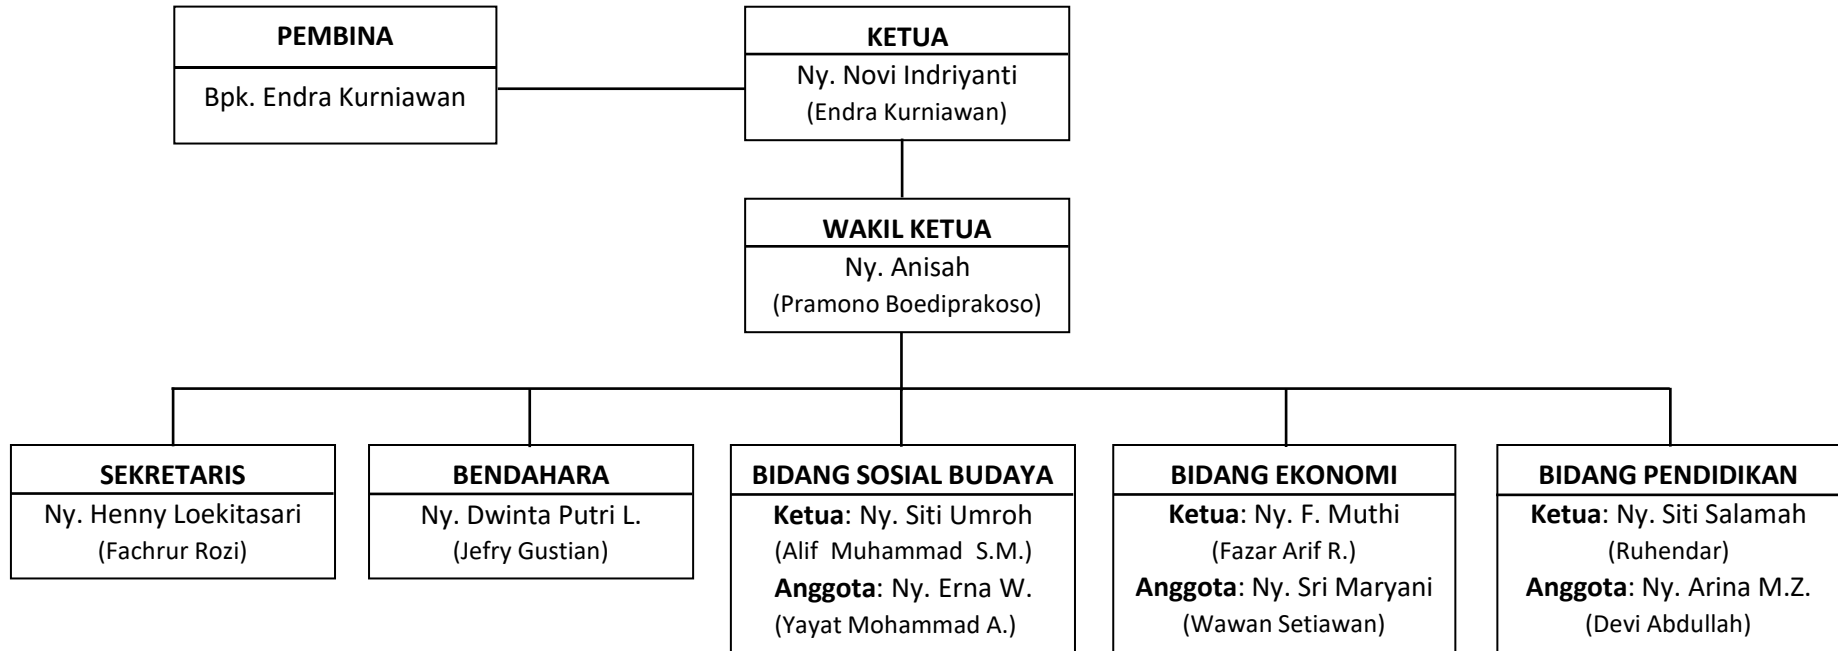 PEMBINA
Bpk. Endra Kurniawan
KETUA
Ny. Novi Indriyanti
(Endra Kurniawan)
WAKIL KETUA
Ny. Anisah
(Pramono Boediprakoso)
SEKRETARIS
Ny. Henny Loekitasari
(Fachrur Rozi)
BENDAHARA
Ny. Dwinta Putri L.
(Jefry Gustian)
BIDANG SOSIAL BUDAYA
Ketua: Ny. Siti Umroh
(Alif Muhammad S.M.)
Anggota: Ny. Erna W.
(Yayat Mohammad A.)
BIDANG EKONOMI
Ketua: Ny. F. Muthi
(Fazar Arif R.)
Anggota: Ny. Sri Maryani
(Wawan Setiawan)
BIDANG PENDIDIKAN
Ketua: Ny. Siti Salamah
(Ruhendar)
Anggota: Ny. Arina M.Z.
(Devi Abdullah)